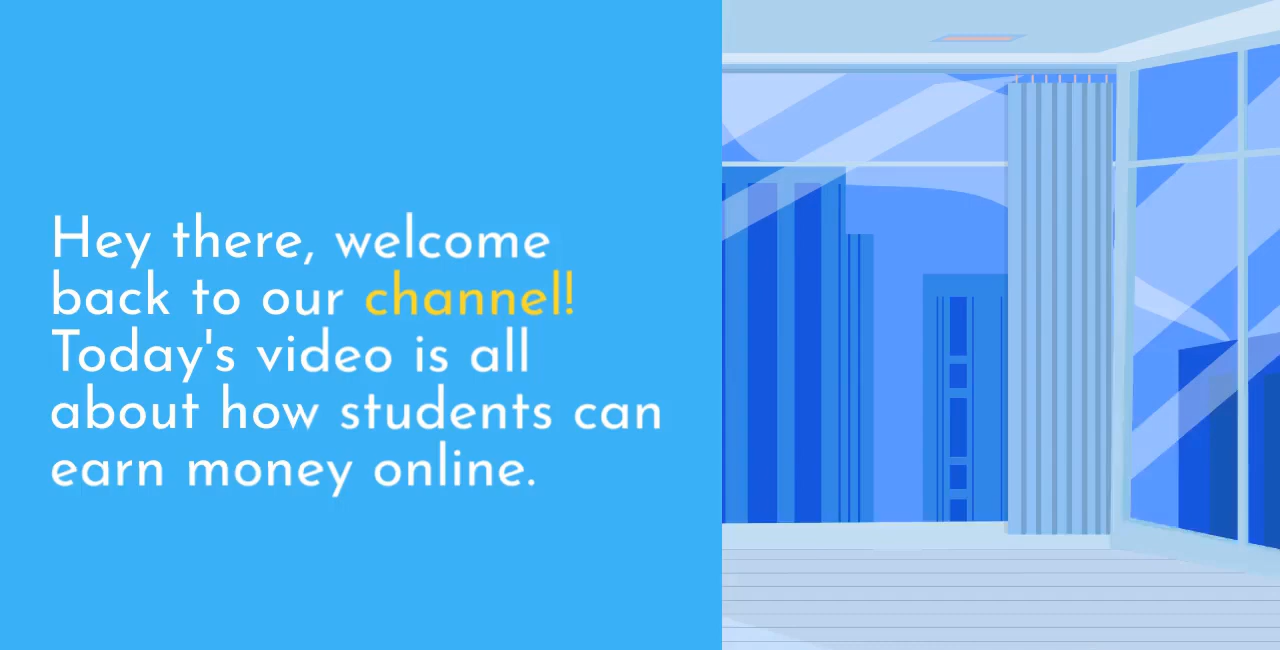 Hey there, welcome
back to our channel!
Today's video is all
about how students can
earn money online.